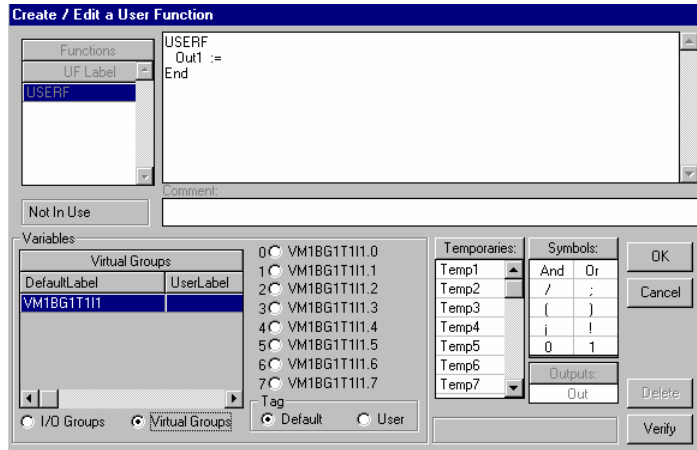 Create / Edit a User Function
Functions
UF Label
USERF
USERF
Out1 :=
End
Comment:
Not In Use
Variables
Virtual Groups
DefaultLabel UserLabel
VM1BG1T1I1
I/O Groups Virtual Groups
0 VM1BG1T1I1.0
1 VM1BG1T1I1.1
2 VM1BG1T1I1.2
3 VM1BG1T1I1.3
4 VM1BG1T1I1.4
5 VM1BG1T1I1.5
6 VM1BG1T1I1.6
7 VM1BG1T1I1.7
Tag
Default User
Temporaries:
Temp1
Temp2
Temp3
Temp4
Temp5
Temp6
Temp7
Symbols:
And Or
/ ;
( )
¡ !
0 1
Outputs:
Out
OK
Cancel
Delete
Verify